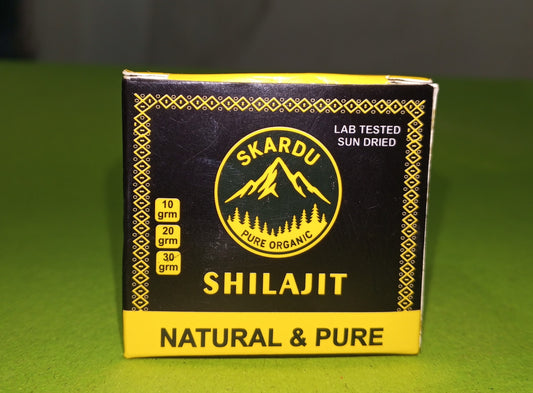 LAB TESTED
SUN DRIED
SKARDU
PURE ORGANIC
10
grm
20
grm
30
grm
SHILAJIT
NATURAL & PURE